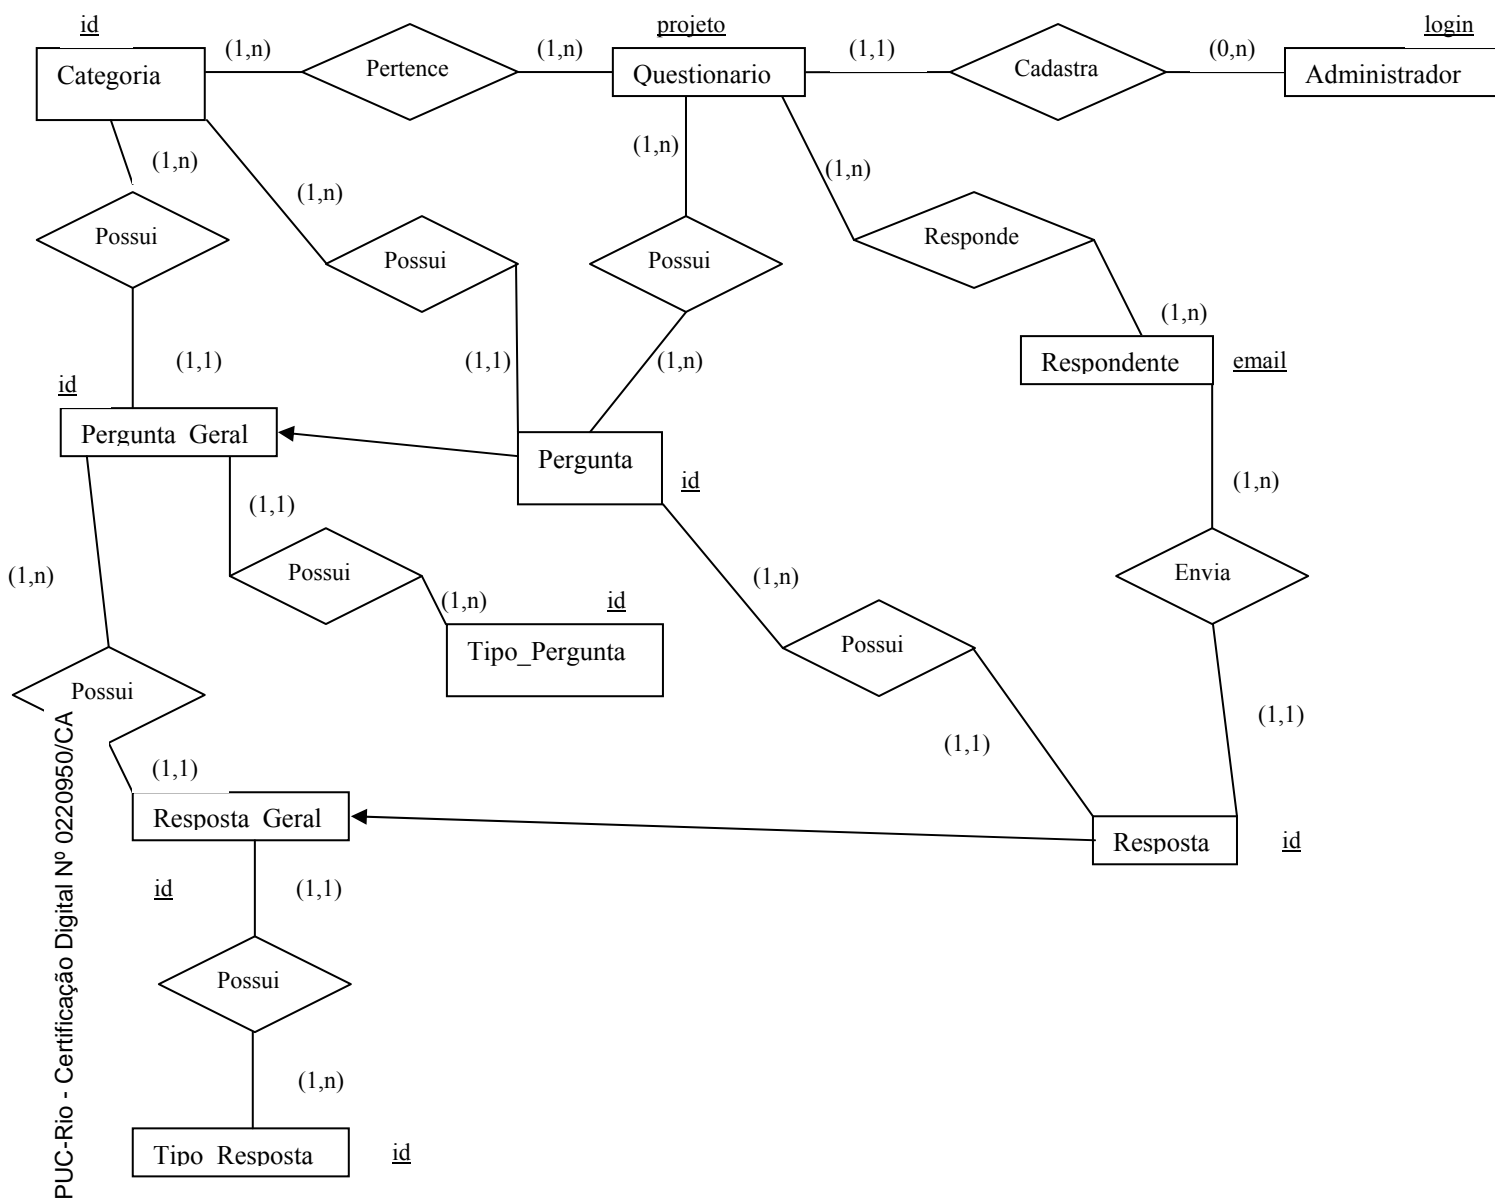 id
projeto
login
(1,n)
(1,n)
(1,1)
(0,n)
Categoria
Pertence
Questionario
Cadastra
Administrador
(1,n)
(1,n)
(1,n)
(1,n)
Possui
Possui
Possui
Responde
(1,n)
(1,1)
(1,1)
(1,n)
Respondente
email
id
Pergunta Geral
Pergunta
id
(1,n)
(1,1)
(1,n)
Possui
(1,n)
Envia
(1,n)
id
Tipo_Pergunta
Possui
Possui
(1,1)
(1,1)
(1,1)
Resposta Geral
Resposta
id
id
(1,1)
Possui
(1,n)
Tipo Resposta
id
PUC-Rio - Certificação Digital Nº 0220950/CA